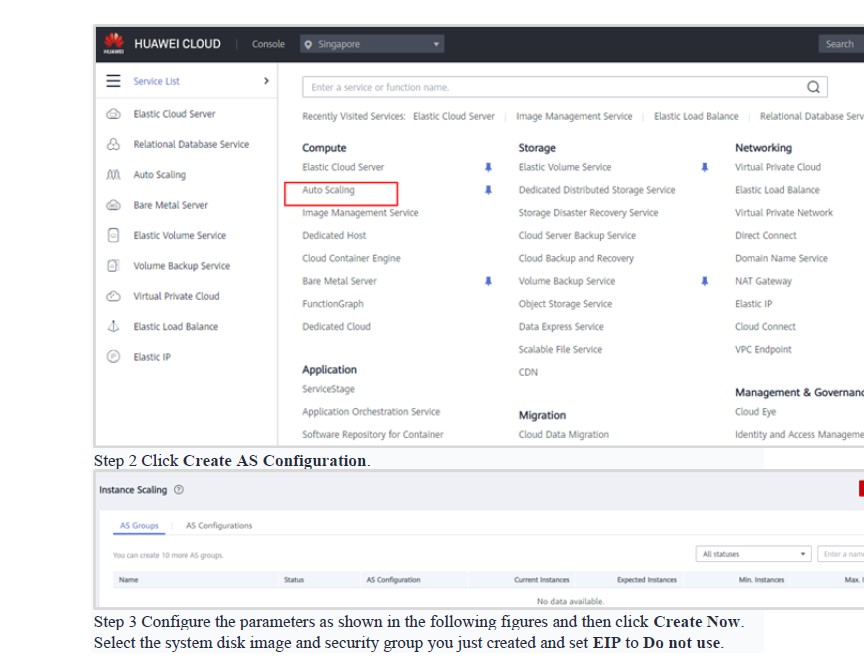 HUAWEI
HUAWEI CLOUD Console Singapore Search
Service List
Enter a service or function name.
Elastic Cloud Server
Relational Database Service
Auto Scaling
Bare Metal Server
Elastic Volume Service
Volume Backup Service
Virtual Private Cloud
Elastic Load Balance
Elastic IP
Recently Visited Services: Elastic Cloud Server Image Management Service Elastic Load Balance Relational Database Serv
Compute
Elastic Cloud Server
Auto Scaling
Image Management Service
Dedicated Host
Cloud Container Engine
Bare Metal Server
FunctionGraph
Dedicated Cloud
Application
ServiceStage
Application Orchestration Service
Software Repository for Container
Storage
Elastic Volume Service
Dedicated Distributed Storage Service
Storage Disaster Recovery Service
Cloud Server Backup Service
Cloud Backup and Recovery
Volume Backup Service
Object Storage Service
Data Express Service
Scalable File Service
CDN
Migration
Cloud Data Migration
Networking
Virtual Private Cloud
Elastic Load Balance
Virtual Private Network
Direct Connect
Domain Name Service
NAT Gateway
Elastic IP
Cloud Connect
VPC Endpoint
Management & Governanc
Cloud Eye
Identity and Access Manageme
Step 2 Click Create AS Configuration.
Instance Scaling ?
AS Groups AS Configurations
You can create 10 more AS groups.
All statuses Enter a nam
Name Status AS Configuration Current Instances Expected Instances Min. Instances Max. I
No data available.
Step 3 Configure the parameters as shown in the following figures and then click Create Now.
Select the system disk image and security group you just created and set EIP to Do not use.